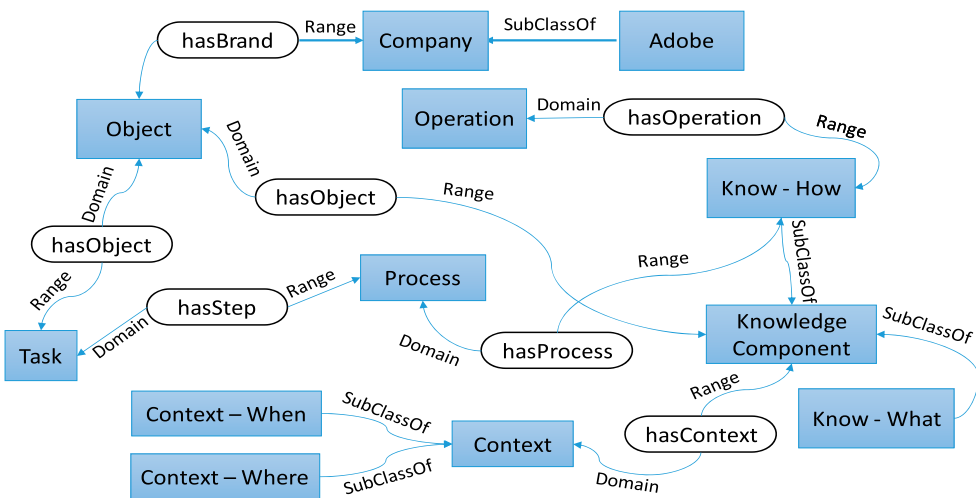 hasBrand
Range
Company
SubClassOf
Adobe
Object
Domain
Operation
Domain
hasOperation
Range
Domain
hasObject
Range
Know - How
hasObject
Range
SubClassOf
Range
hasStep
Domain
Range
Process
Domain
hasProcess
Knowledge
Component
SubClassOf
Task
Context – When
SubClassOf
Range
Know - What
Context
hasContext
Context – Where
SubClassOf
Domain